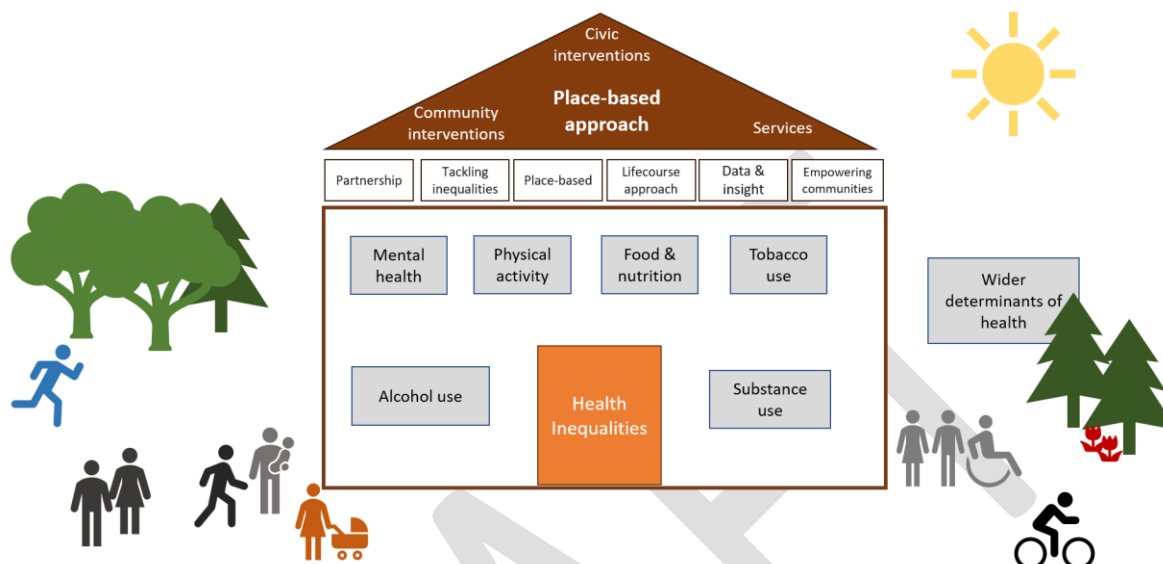 Civic
interventions
Place-based
approach
Community
interventions
Services
Partnership
Tackling
inequalities
Place-based
Lifecourse
approach
Data &
insight
Empowering
communities
Mental
health
Physical
activity
Food &
nutrition
Tobacco
use
Wider
determinants of
health
Alcohol use
Health
Inequalities
Substance
use